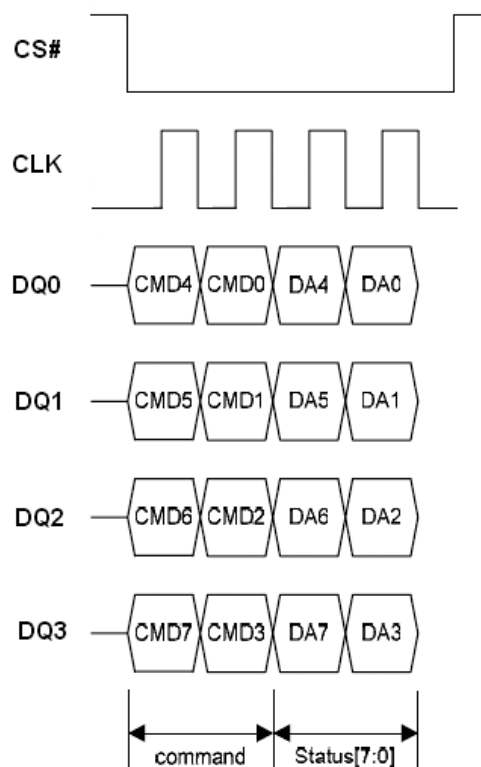 CS#
CLK
DQ0 CMD4 CMD0 DA4 DA0
DQ1 CMD5 CMD1 DA5 DA1
DQ2 CMD6 CMD2 DA6 DA2
DQ3 CMD7 CMD3 DA7 DA3
command Status[7:0]